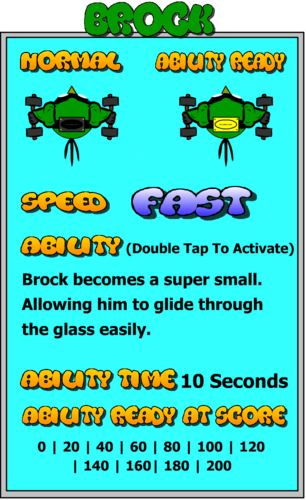 BROCK
NORMAL ABILITY READY
SPEED FAST
ABILITY (Double Tap To Activate)
Brock becomes a super small.
Allowing him to glide through
the glass easily.
ABILITY TIME 10 Seconds
ABILITY READY AT SCORE
0 | 20 | 40 | 60 | 80 | 100 | 120
| 140 | 160| 180 | 200